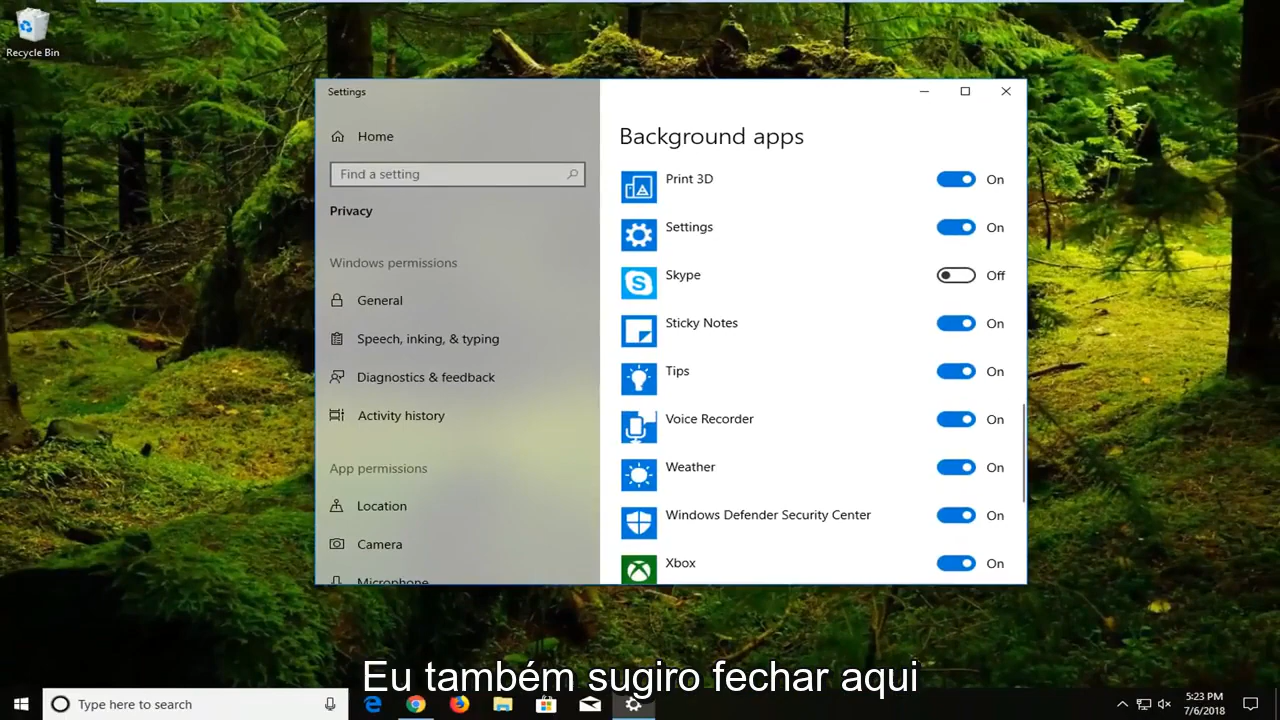 Recycle Bin
Settings
Home
Find a setting
Privacy
Windows permissions
General
Speech, inking, & typing
Diagnostics & feedback
Activity history
App permissions
Location
Camera
Microphone
Background apps
Print 3D On
Settings On
Skype Off
Sticky Notes On
Tips On
Voice Recorder On
Weather On
Windows Defender Security Center On
Xbox On
Eu também sugiro fechar aqui
Type here to search
5:23 PM
7/6/2018